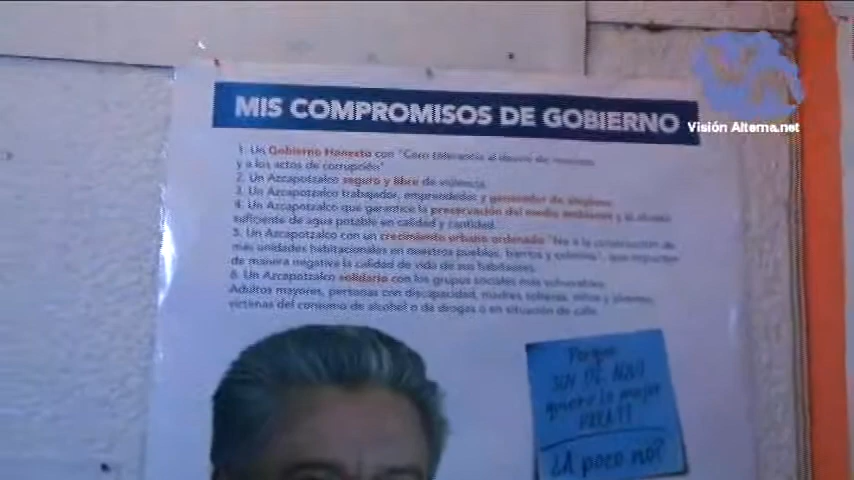 MIS COMPROMISOS DE GOBIERNO
Visión Alterna.net
1. Un Gobierno Honesto con "Cero tolerancia al desvío de recursos
y a los actos de corrupción"
2. Un Azcapotzalco seguro y libre de violencia.
3. Un Azcapotzalco trabajador, emprendedor y generador de empleos.
4. Un Azcapotzalco que garantice la preservación del medio ambiente y el abasto
suficiente de agua potable en calidad y cantidad.
5. Un Azcapotzalco con un crecimiento urbano ordenado "No a la construcción de
más unidades habitacionales en nuestros pueblos, barrios y colonias", que impacten
de manera negativa la calidad de vida de sus habitantes.
6. Un Azcapotzalco solidario con los grupos sociales más vulnerables:
Adultos mayores, personas con discapacidad, madres solteras, niños y jóvenes,
víctimas del consumo de alcohol o de drogas o en situación de calle.
Porque
SOY DE AQUÍ
quiero lo mejor
¿A poco no?